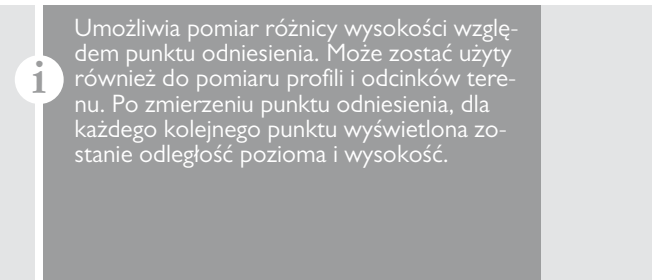 Umożliwia pomiar różnicy wysokości wzglę-
dem punktu odniesienia. Może zostać użyty
również do pomiaru profili i odcinków tere-
nu. Po zmierzeniu punktu odniesienia, dla
każdego kolejnego punktu wyświetlona zo-
stanie odległość pozioma i wysokość.
i